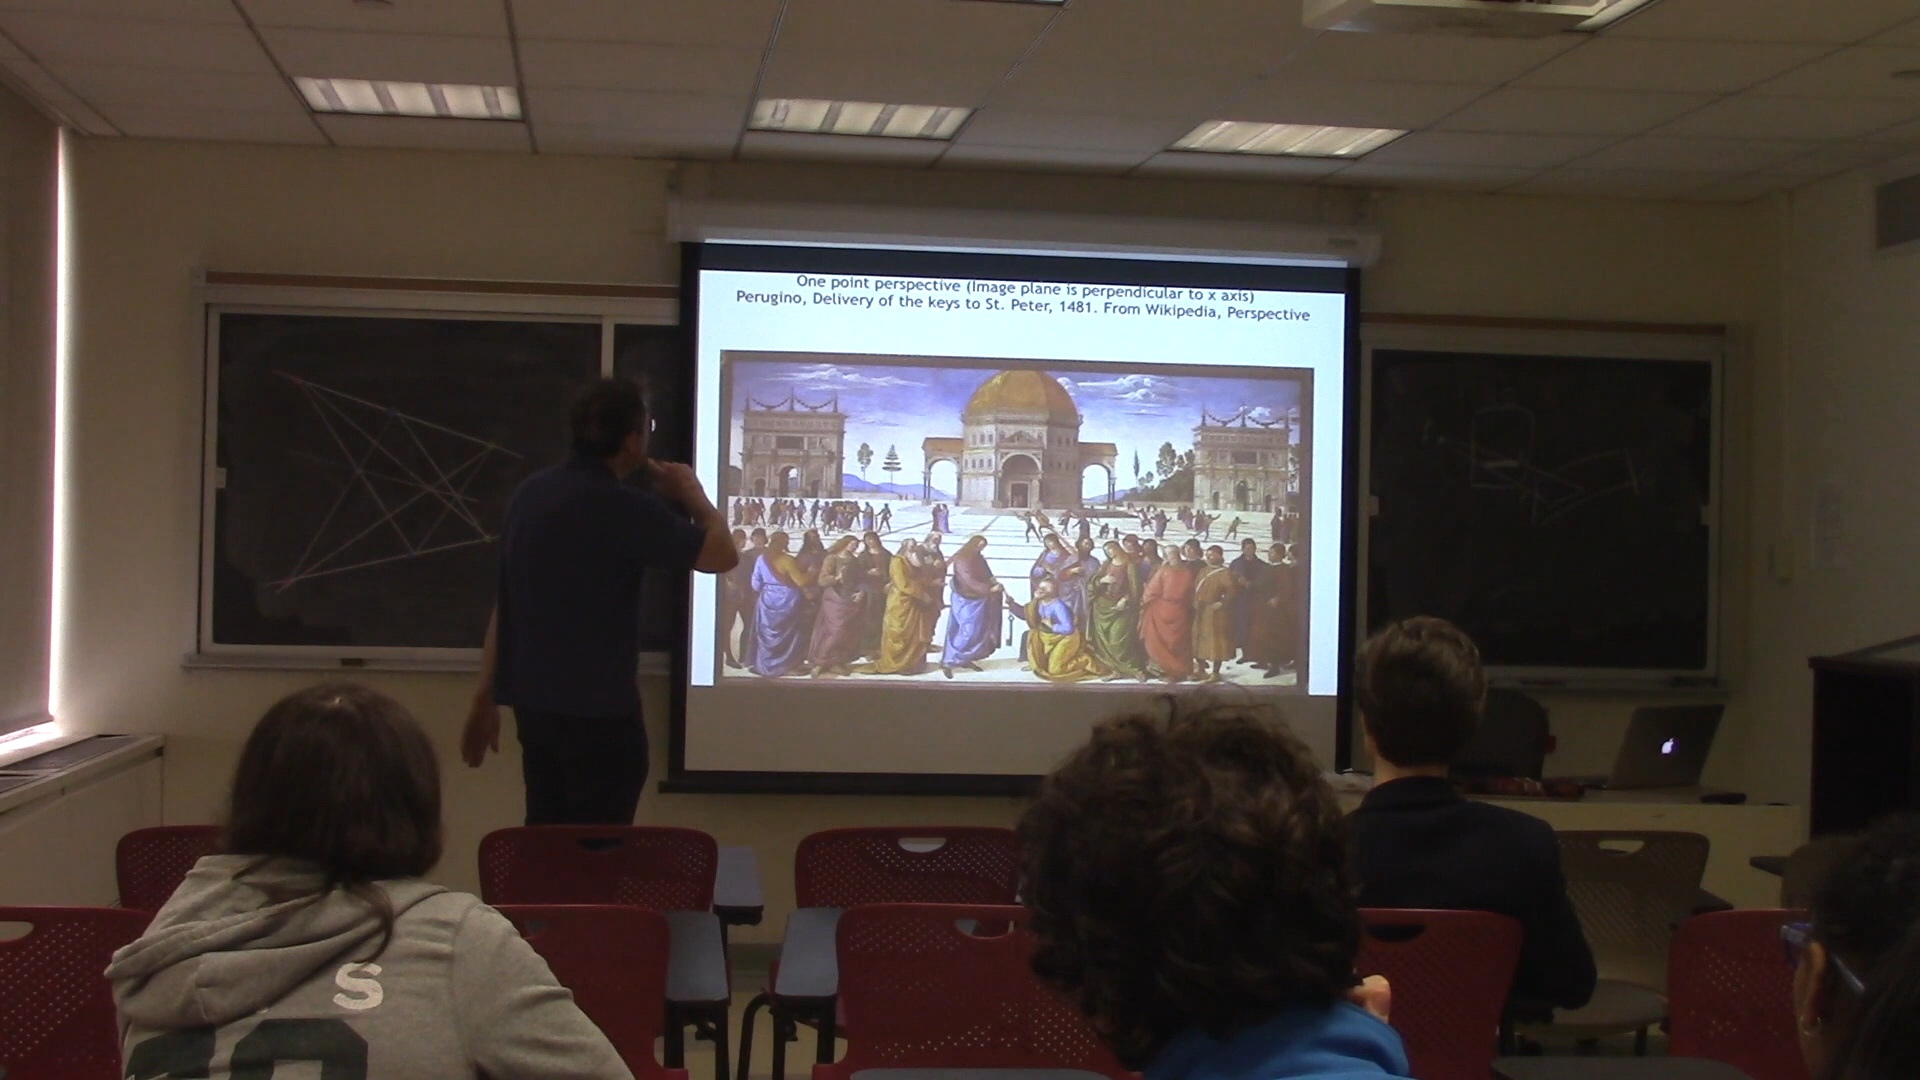 One point perspective (Image plane is perpendicular to x axis)
Perugino, Delivery of the keys to St. Peter, 1481. From Wikipedia, Perspective
S